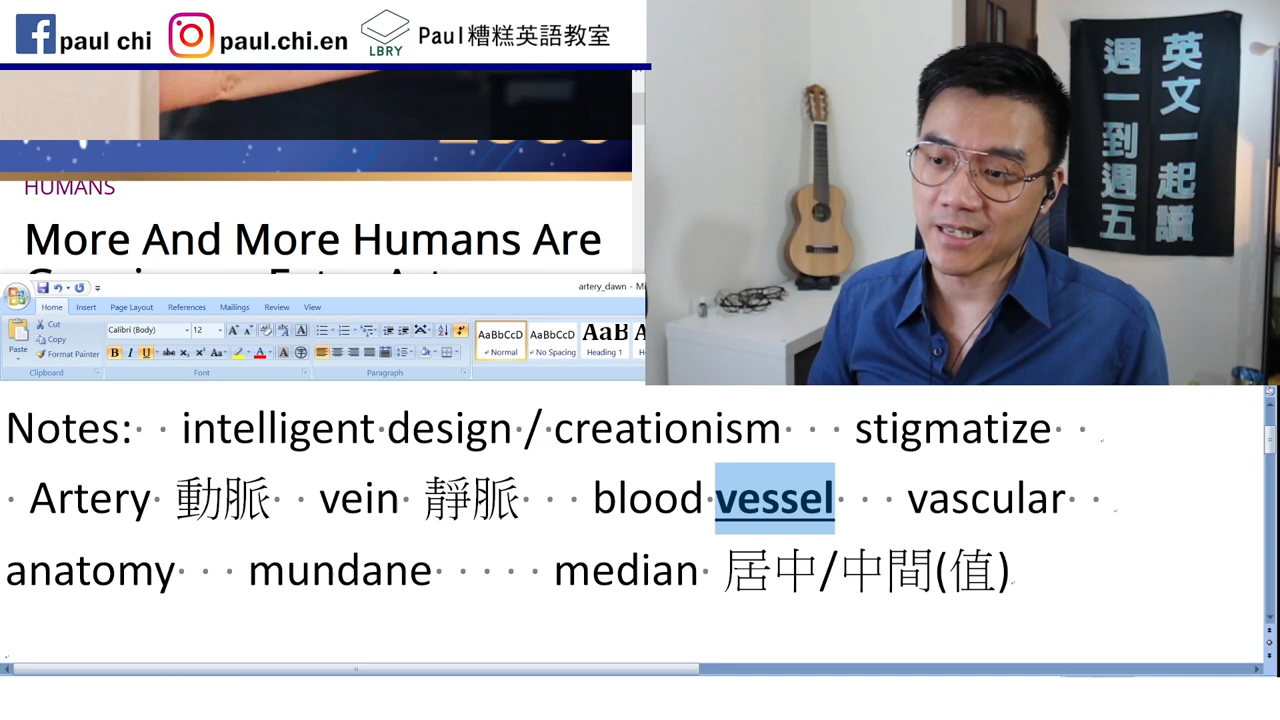 paul chi
paul.chi.en
LBRY
Paul糟糕英語教室
英文一起讀
週一到週五
HUMANS
More And More Humans Are
artery_dawn - Mi
Home Insert Page Layout References Mailings Review View
Paste
Cut
Copy
Format Painter
Clipboard
Calibri (Body) 12
Font
Paragraph
AaBbCcD AaBbCcD AaB
Normal No Spacing Heading 1
Notes: intelligent design / creationism stigmatize
Artery 動脈 vein 靜脈 blood vessel vascular
anatomy mundane median 居中/中間(值)